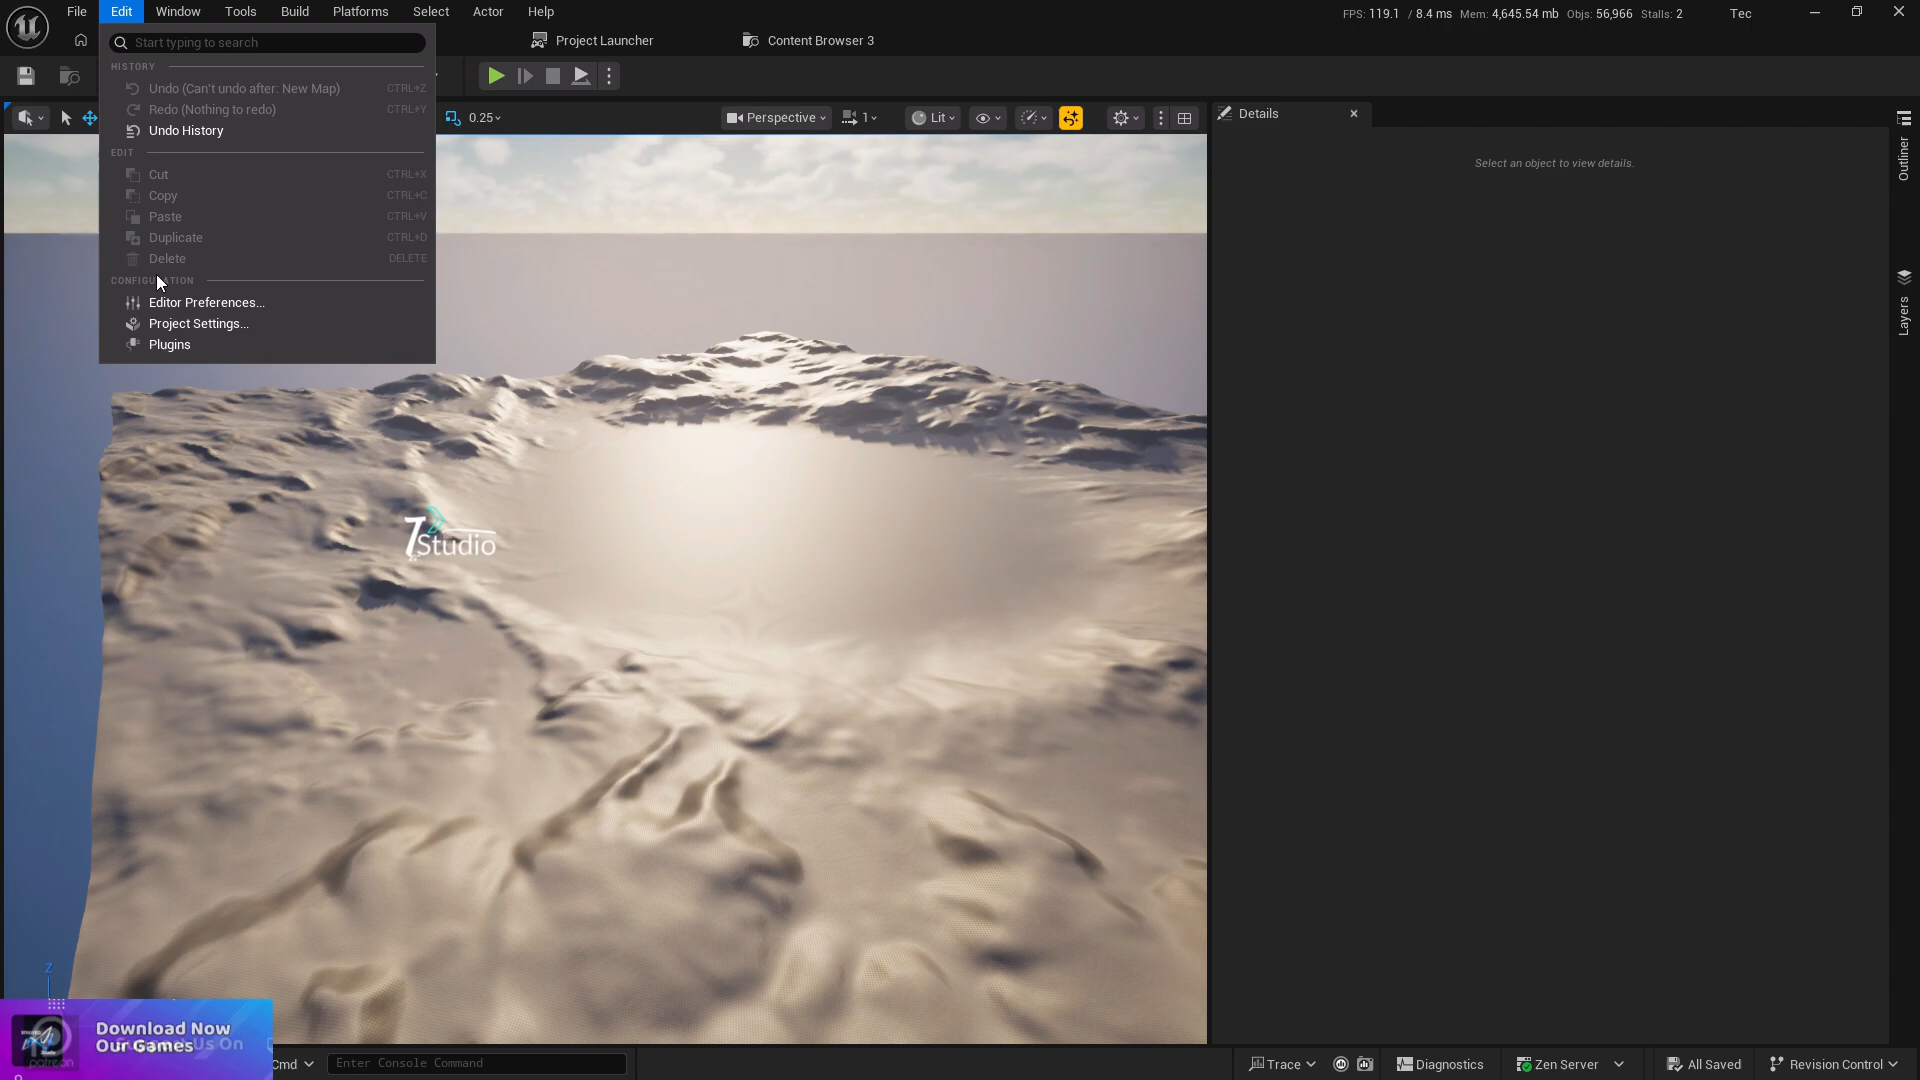 File Edit Window Tools Build Platforms Select Actor Help
FPS: 119.1 / 8.4 ms Mem: 4,645.54 mb Objs: 56,966 Stalls: 2 Tec
Start typing to search
Project Launcher
Content Browser 3
HISTORY
Undo (Can't undo after: New Map) CTRL+Z
Redo (Nothing to redo) CTRL+Y
Undo History
EDIT
Cut CTRL+X
Copy CTRL+C
Paste CTRL+V
Duplicate CTRL+D
Delete DELETE
CONFIGURATION
Editor Preferences...
Project Settings...
Plugins
0.25
Perspective
1
Lit
Details
Select an object to view details.
Outliner
Layers
Studio
Z
Download Now
Our Games
Us On
Cmd
Enter Console Command
Trace
Diagnostics
Zen Server
All Saved
Revision Control